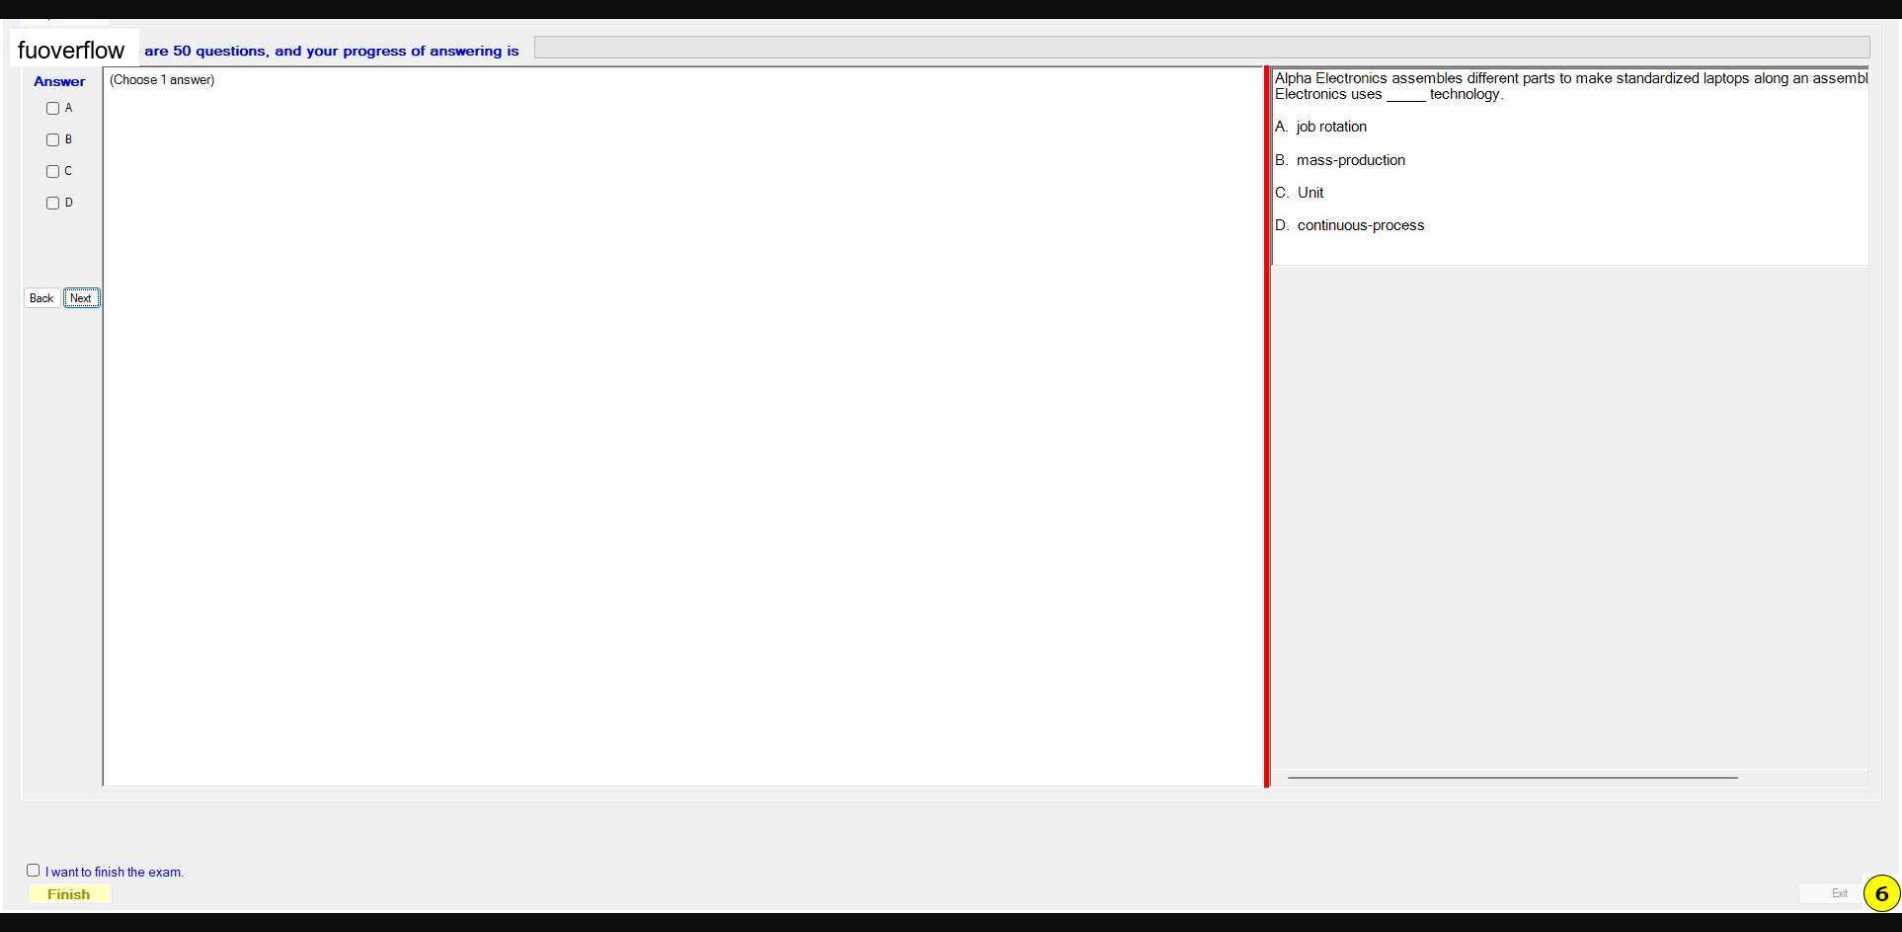 fuoverflow are 50 questions, and your progress of answering is
Answer
(Choose 1 answer)
A
B
C
D
Back Next
Alpha Electronics assembles different parts to make standardized laptops along an assembl
Electronics uses _____ technology.
A. job rotation
B. mass-production
C. Unit
D. continuous-process
I want to finish the exam.
Finish
Exit
6